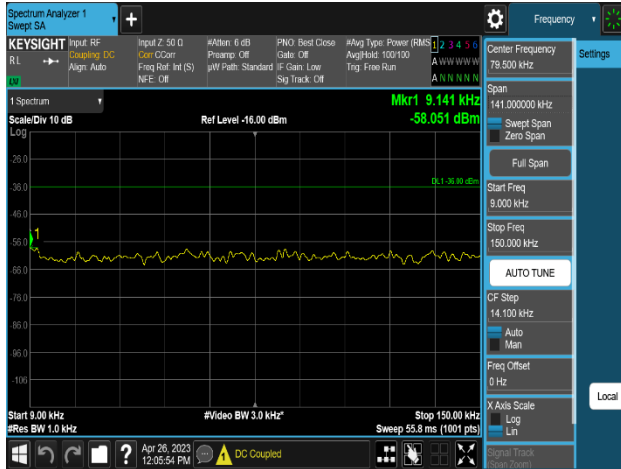 Spectrum Analyzer 1
Swept SA
+
Frequency
KEYSIGHT
Input: RF
Coupling: DC
Align: Auto
Input Z: 50 Ω
Corr CCorr
Freq Ref: Int (S)
NFE: Off
#Atten: 6 dB
Preamp: Off
µW Path: Standard
PNO: Best Close
Gate: Off
IF Gain: Low
Sig Track: Off
#Avg Type: Power (RMS
Avg|Hold: 100/100
Trig: Free Run
1 2 3 4 5 6
A W W W W W
A N N N N N
R L
Center Frequency
79.500 kHz
Settings
Span
141.000000 kHz
Swept Span
Zero Span
Full Span
Start Freq
9.000 kHz
Stop Freq
150.000 kHz
AUTO TUNE
CF Step
14.100 kHz
Auto
Man
Freq Offset
0 Hz
X Axis Scale
Log
Lin
Local
Signal Track
(Span Zoom)
1 Spectrum
Scale/Div 10 dB
Log
Ref Level -16.00 dBm
Mkr1 9.141 kHz
-58.051 dBm
DL1 -36.00 dBm
1
-26.0
-36.0
-46.0
-56.0
-66.0
-76.0
-86.0
-96.0
-106
Start 9.00 kHz
#Res BW 1.0 kHz
#Video BW 3.0 kHz*
Stop 150.00 kHz
Sweep 55.8 ms (1001 pts)
?
Apr 26, 2023
12:05:54 PM
DC Coupled